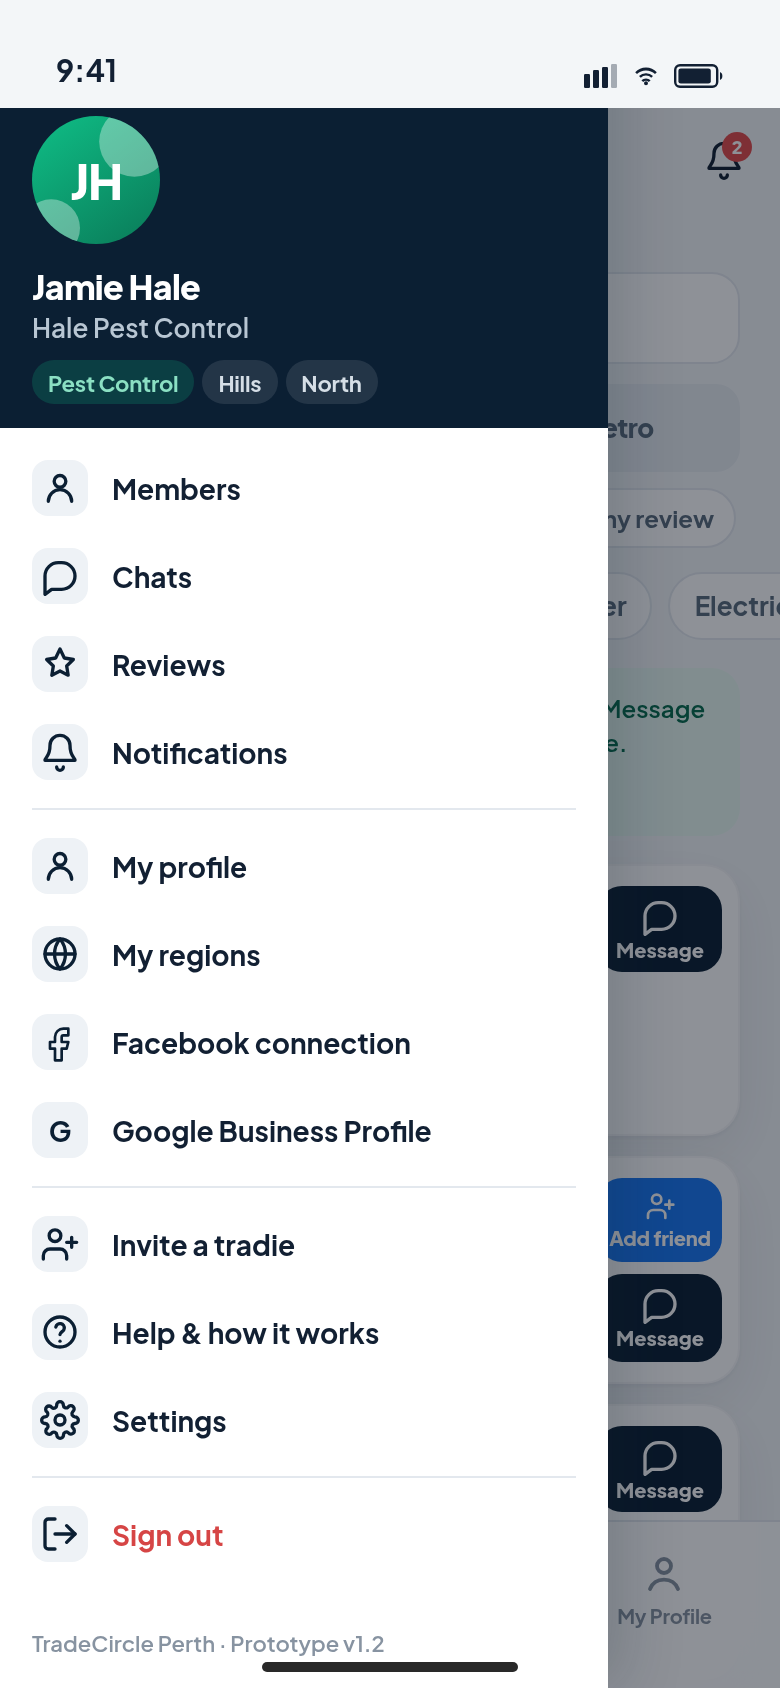 9:41
2
JH
Jamie Hale
Hale Pest Control
Pest Control
Hills
North
Members
Chats
Reviews
Notifications
My profile
My regions
Facebook connection
G
Google Business Profile
Invite a tradie
Help & how it works
Settings
Sign out
TradeCircle Perth · Prototype v1.2
review
Message
Message
Add friend
Message
Message
My Profile